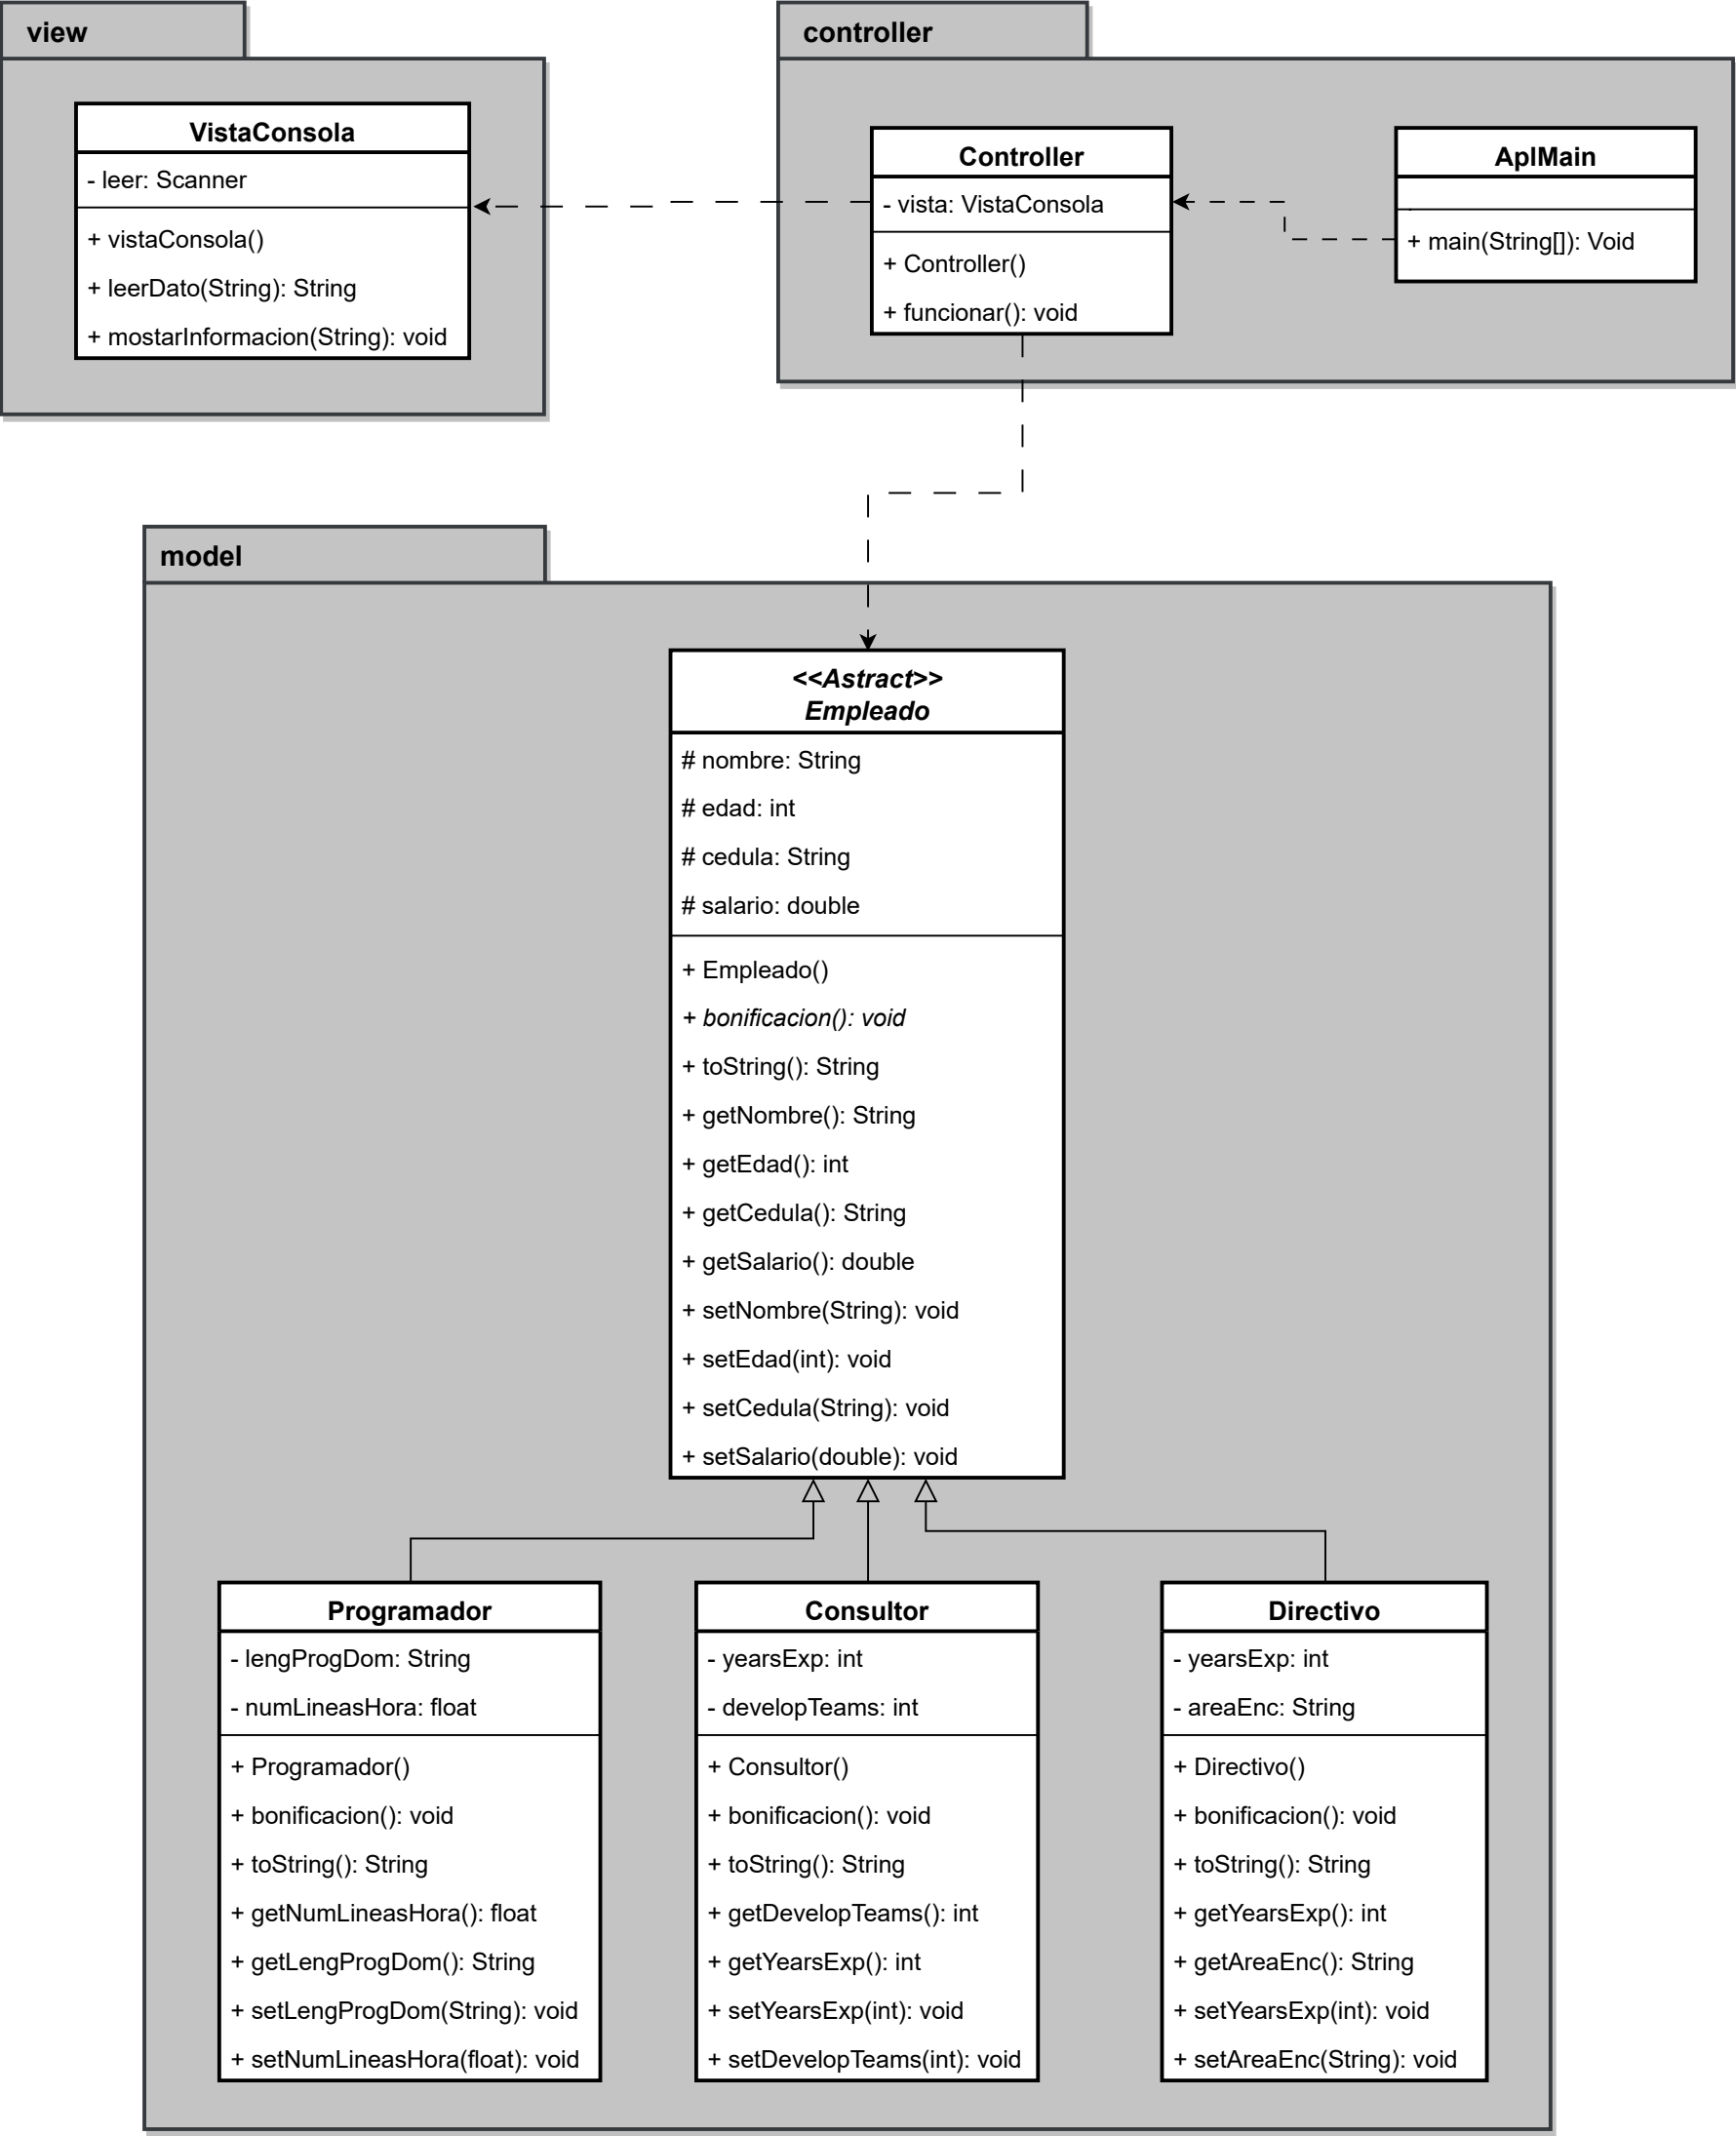 view
VistaConsola
- leer: Scanner
+ vistaConsola()
+ leerDato(String): String
+ mostarInformacion(String): void
controller
Controller
- vista: VistaConsola
+ Controller()
+ funcionar(): void
AplMain
+ main(String[]): Void
model
<<Astract>>
Empleado
# nombre: String
# edad: int
# cedula: String
# salario: double
+ Empleado()
+ bonificacion(): void
+ toString(): String
+ getNombre(): String
+ getEdad(): int
+ getCedula(): String
+ getSalario(): double
+ setNombre(String): void
+ setEdad(int): void
+ setCedula(String): void
+ setSalario(double): void
Programador
- lengProgDom: String
- numLineasHora: float
+ Programador()
+ bonificacion(): void
+ toString(): String
+ getNumLineasHora(): float
+ getLengProgDom(): String
+ setLengProgDom(String): void
+ setNumLineasHora(float): void
Consultor
- yearsExp: int
- developTeams: int
+ Consultor()
+ bonificacion(): void
+ toString(): String
+ getDevelopTeams(): int
+ getYearsExp(): int
+ setYearsExp(int): void
+ setDevelopTeams(int): void
Directivo
- yearsExp: int
- areaEnc: String
+ Directivo()
+ bonificacion(): void
+ toString(): String
+ getYearsExp(): int
+ getAreaEnc(): String
+ setYearsExp(int): void
+ setAreaEnc(String): void